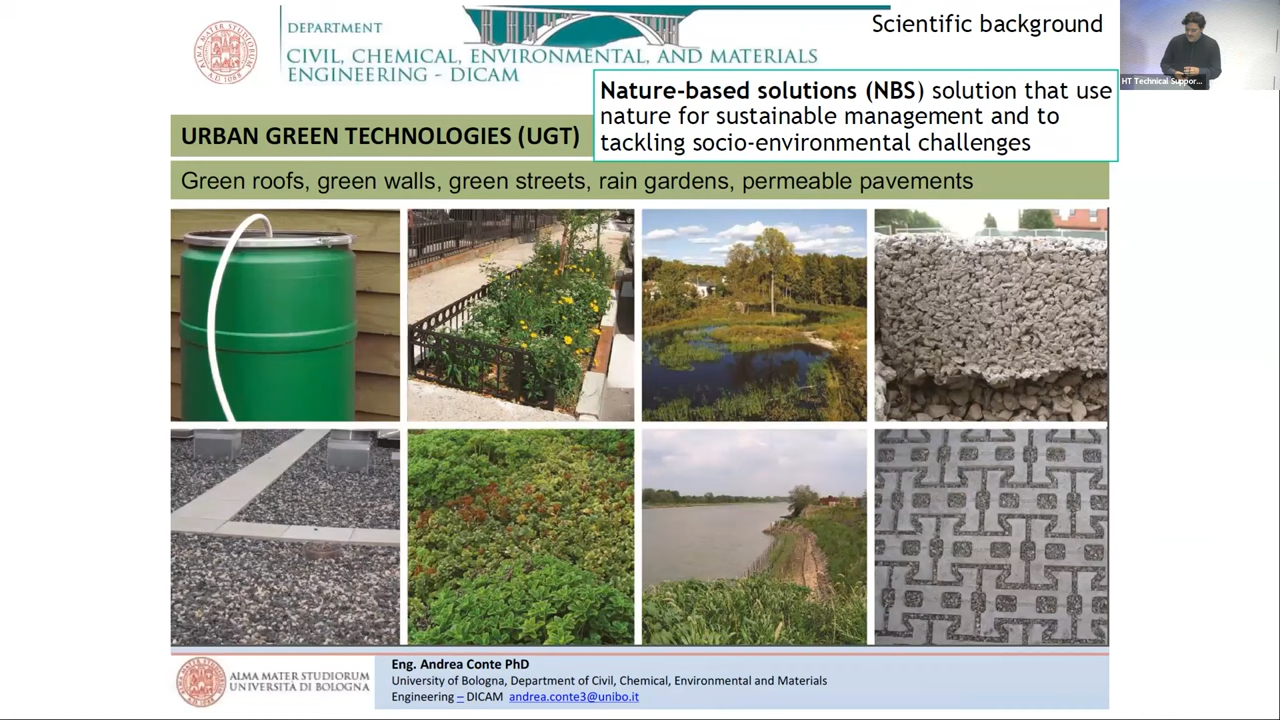 DEPARTMENT
CIVIL, CHEMICAL, ENVIRONMENTAL, AND MATERIALS
ENGINEERING - DICAM
Scientific background
HT Technical Suppor...
Nature-based solutions (NBS) solution that use
nature for sustainable management and to
tackling socio-environmental challenges
URBAN GREEN TECHNOLOGIES (UGT)
Green roofs, green walls, green streets, rain gardens, permeable pavements
ALMA MATER STUDIORUM
UNIVERSITÀ DI BOLOGNA
Eng. Andrea Conte PhD
University of Bologna, Department of Civil, Chemical, Environmental and Materials
Engineering – DICAM andrea.conte3@unibo.it